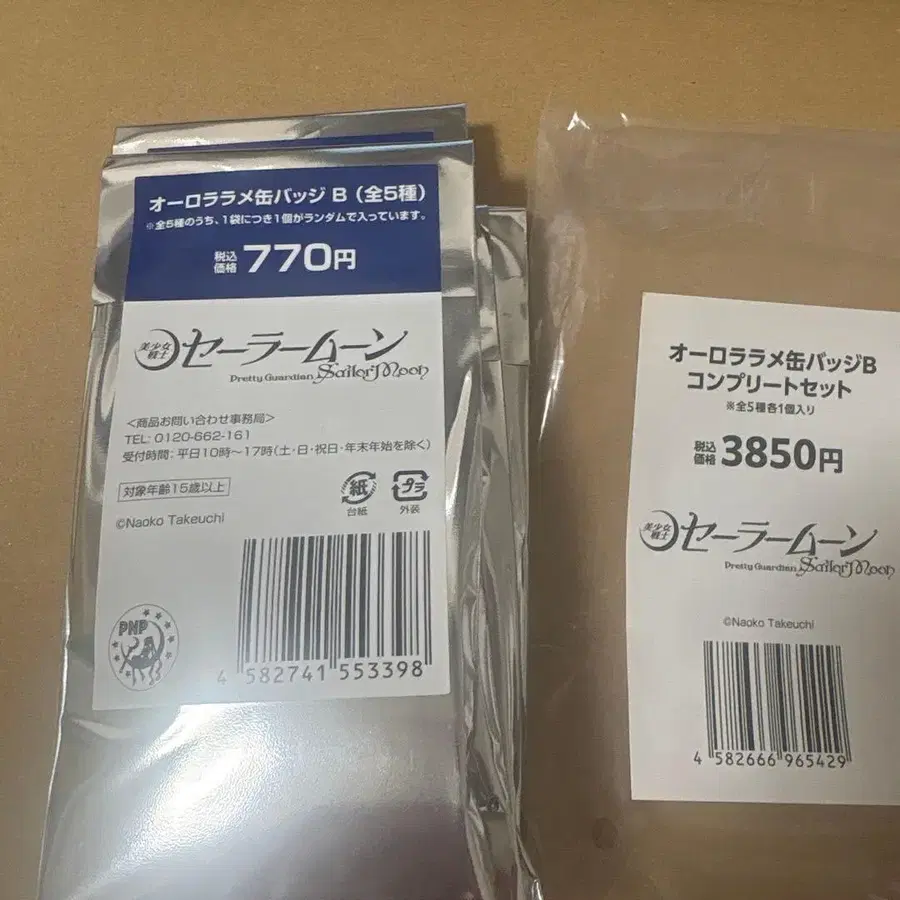 オーロララメ缶バッジ B（全5種）
※全5種のうち、1袋につき1個がランダムで入っています。
税込
価格 770円
美少女
戦士
セーラームーン
Pretty Guardian Sailor Moon
＜商品お問い合わせ事務局＞
TEL: 0120-662-161
受付時間：平日10時～17時（土・日・祝日・年末年始を除く）
対象年齢15歳以上
紙
台紙
プラ
外装
©Naoko Takeuchi
PNP
4 582741 553398
オーロララメ缶バッジB
コンプリートセット
※全5種各1個入り
税込
価格 3850円
美少女
戦士
セーラームーン
Pretty Guardian Sailor Moon
©Naoko Takeuchi
4 582666 965429